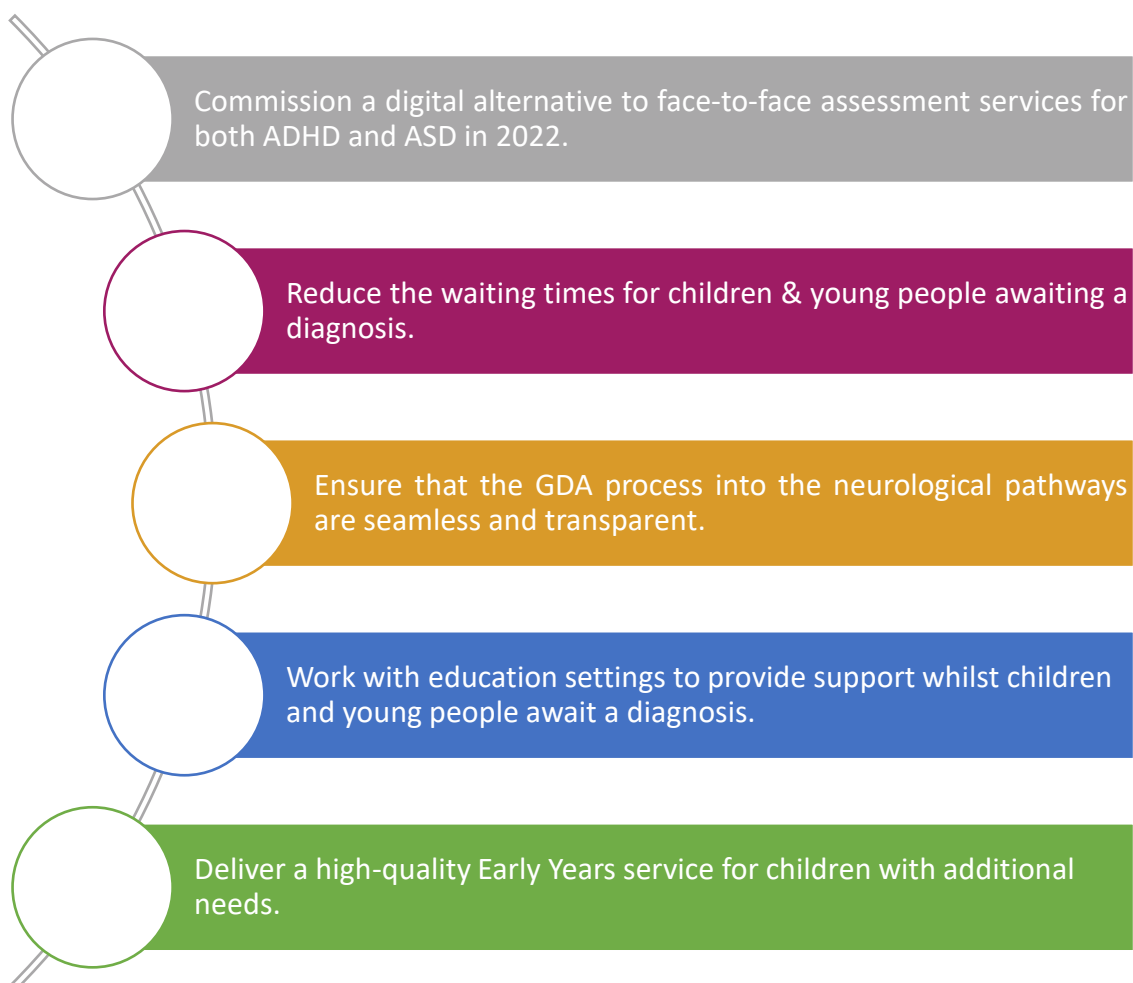 Commission a digital alternative to face-to-face assessment services for
both ADHD and ASD in 2022.
Reduce the waiting times for children & young people awaiting a
diagnosis.
Ensure that the GDA process into the neurological pathways
are seamless and transparent.
Work with education settings to provide support whilst children
and young people await a diagnosis.
Deliver a high-quality Early Years service for children with additional
needs.